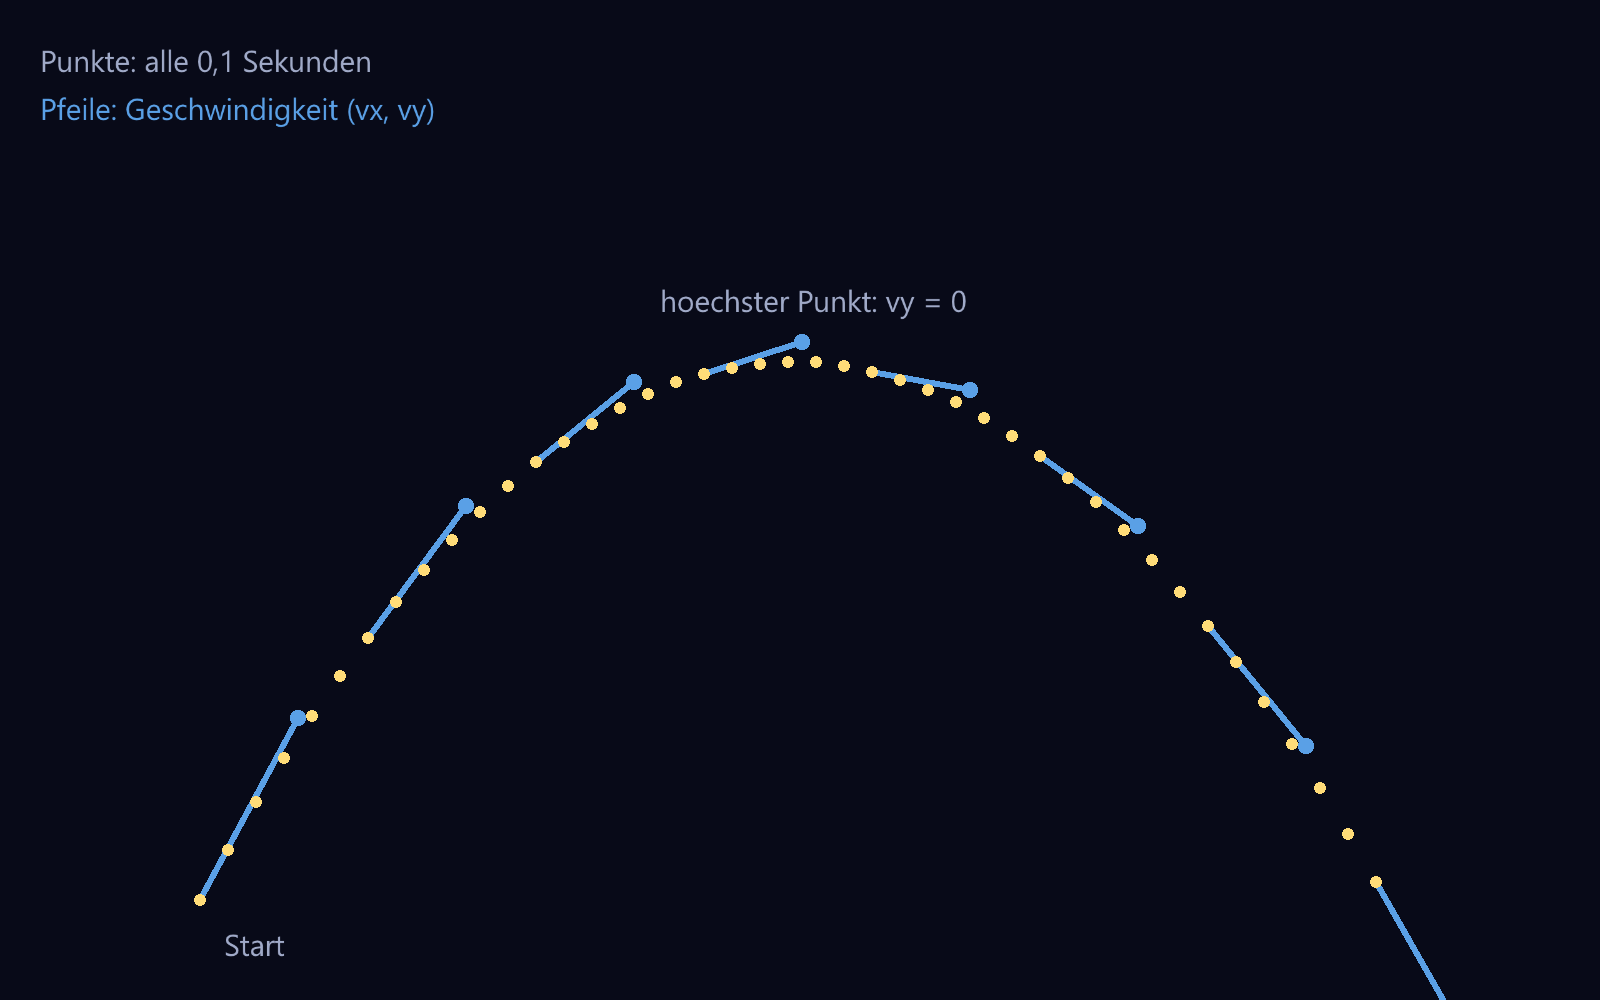 Punkte: alle 0,1 Sekunden
Pfeile: Geschwindigkeit (vx, vy)
hoechster Punkt: vy = 0
Start